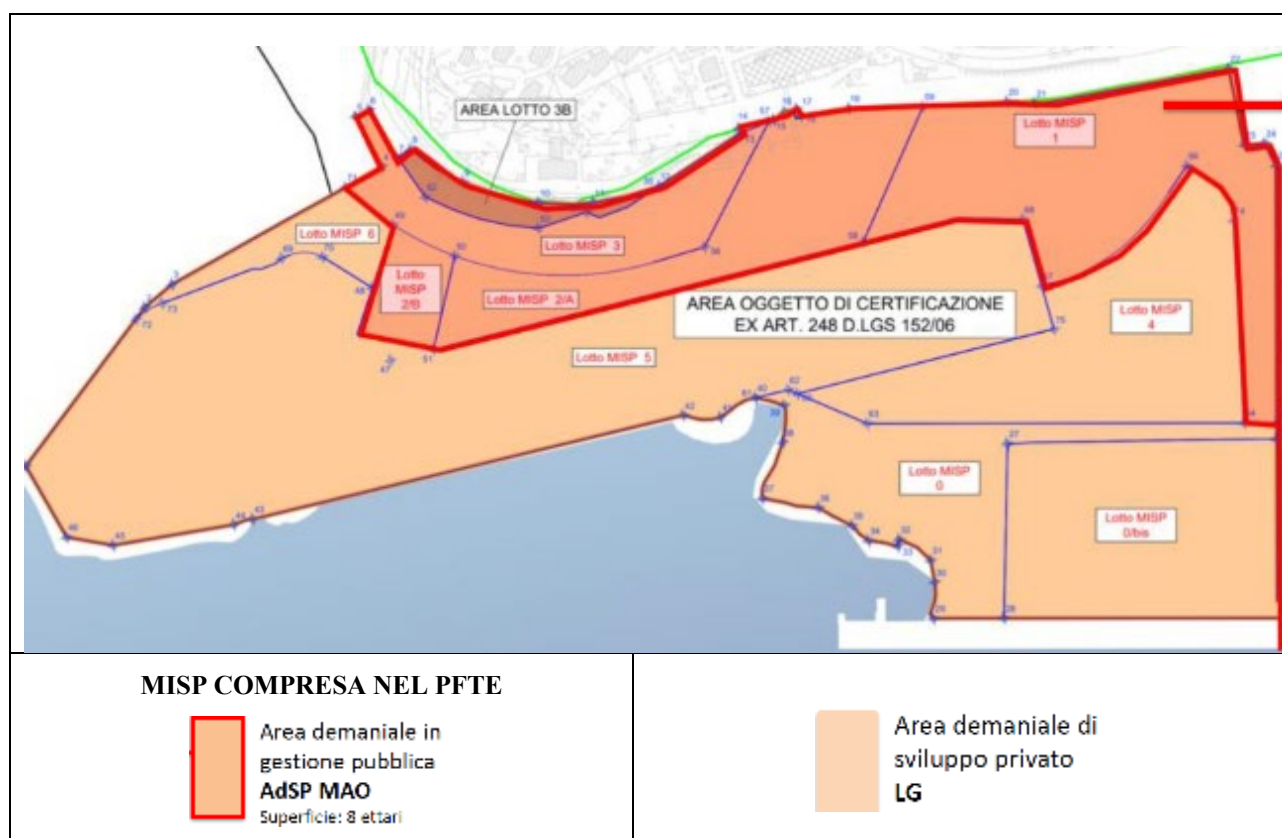 AREA LOTTO 3B
Lotto MISP
1
Lotto MISP 6
Lotto MISP 3
Lotto
MISP
2/B
Lotto MISP 2/A
AREA OGGETTO DI CERTIFICAZIONE
EX ART. 248 D.LGS 152/06
Lotto MISP
4
Lotto MISP 5
Lotto MISP
0
Lotto MISP
0/bis
MISP COMPRESA NEL PFTE
Area demaniale in
gestione pubblica
AdSP MAO
Superficie: 8 ettari
Area demaniale di
sviluppo privato
LG